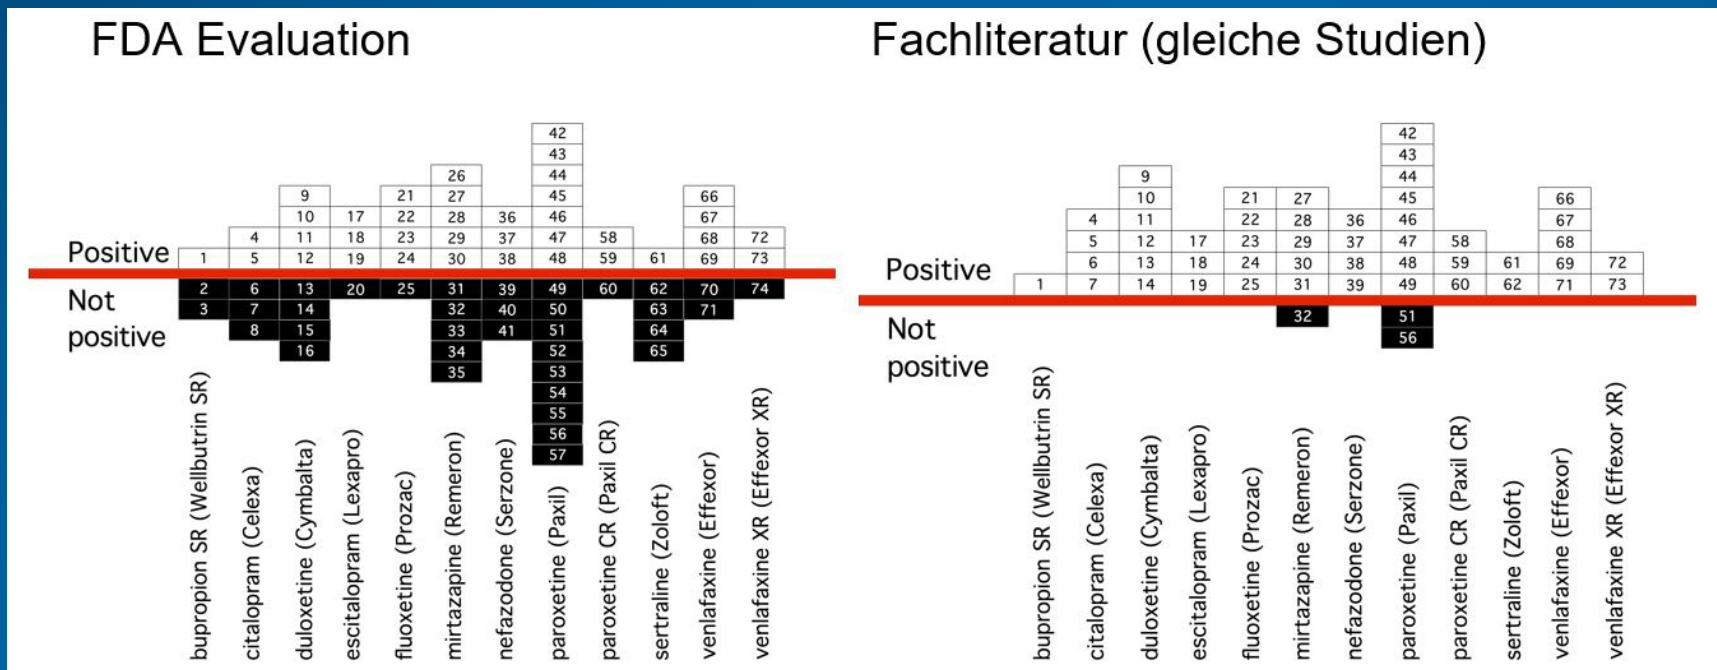 FDA Evaluation
42
43
26 44
9 21 27 45 66
10 17 22 28 36 46 67
4 11 18 23 29 37 47 58 68 72
Positive 1 5 12 19 24 30 38 48 59 61 69 73
Not 2 6 13 20 25 31 39 49 60 62 70 74
3 7 14 32 40 50 63 71
positive 8 15 33 41 51 64
16 34 52 65
35 53
54
55
56
57
bupropion SR (Wellbutrin SR)
citalopram (Celexa)
duloxetine (Cymbalta)
escitalopram (Lexapro)
fluoxetine (Prozac)
mirtazapine (Remeron)
nefazodone (Serzone)
paroxetine (Paxil)
paroxetine CR (Paxil CR)
sertraline (Zoloft)
venlafaxine (Effexor)
venlafaxine XR (Effexor XR)
Fachliteratur (gleiche Studien)
42
43
9 44
10 21 27 45 66
4 11 22 28 36 46 67
5 12 17 23 29 37 47 58 68
Positive 6 13 18 24 30 38 48 59 61 69 72
1 7 14 19 25 31 39 49 60 62 71 73
Not 32 51
56
positive
bupropion SR (Wellbutrin SR)
citalopram (Celexa)
duloxetine (Cymbalta)
escitalopram (Lexapro)
fluoxetine (Prozac)
mirtazapine (Remeron)
nefazodone (Serzone)
paroxetine (Paxil)
paroxetine CR (Paxil CR)
sertraline (Zoloft)
venlafaxine (Effexor)
venlafaxine XR (Effexor XR)